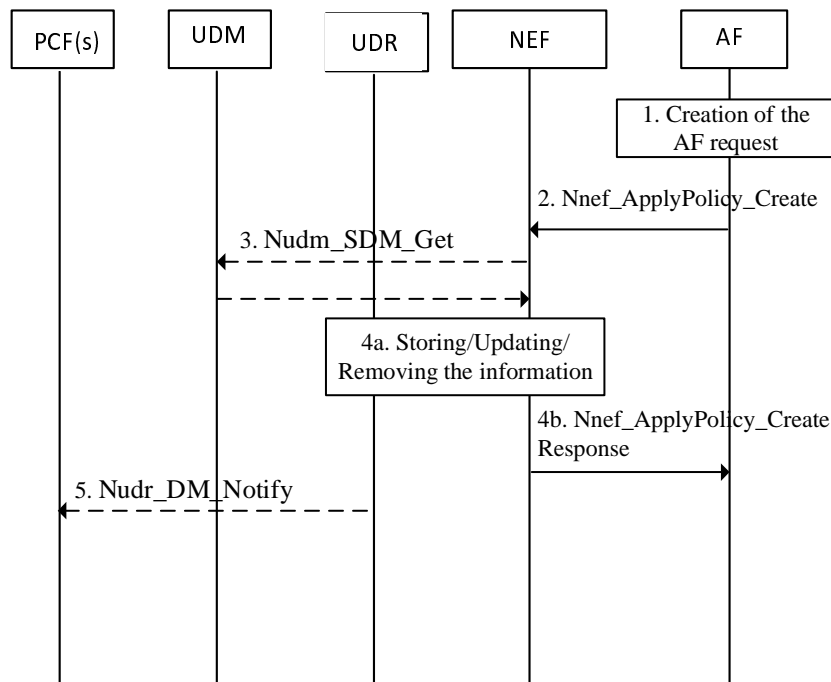 PCF(s)
UDM
UDR
NEF
AF
1. Creation of the
AF request
2. Nnef_ApplyPolicy_Create
3. Nudm_SDM_Get
4a. Storing/Updating/
Removing the information
4b. Nnef_ApplyPolicy_Create
Response
5. Nudr_DM_Notify